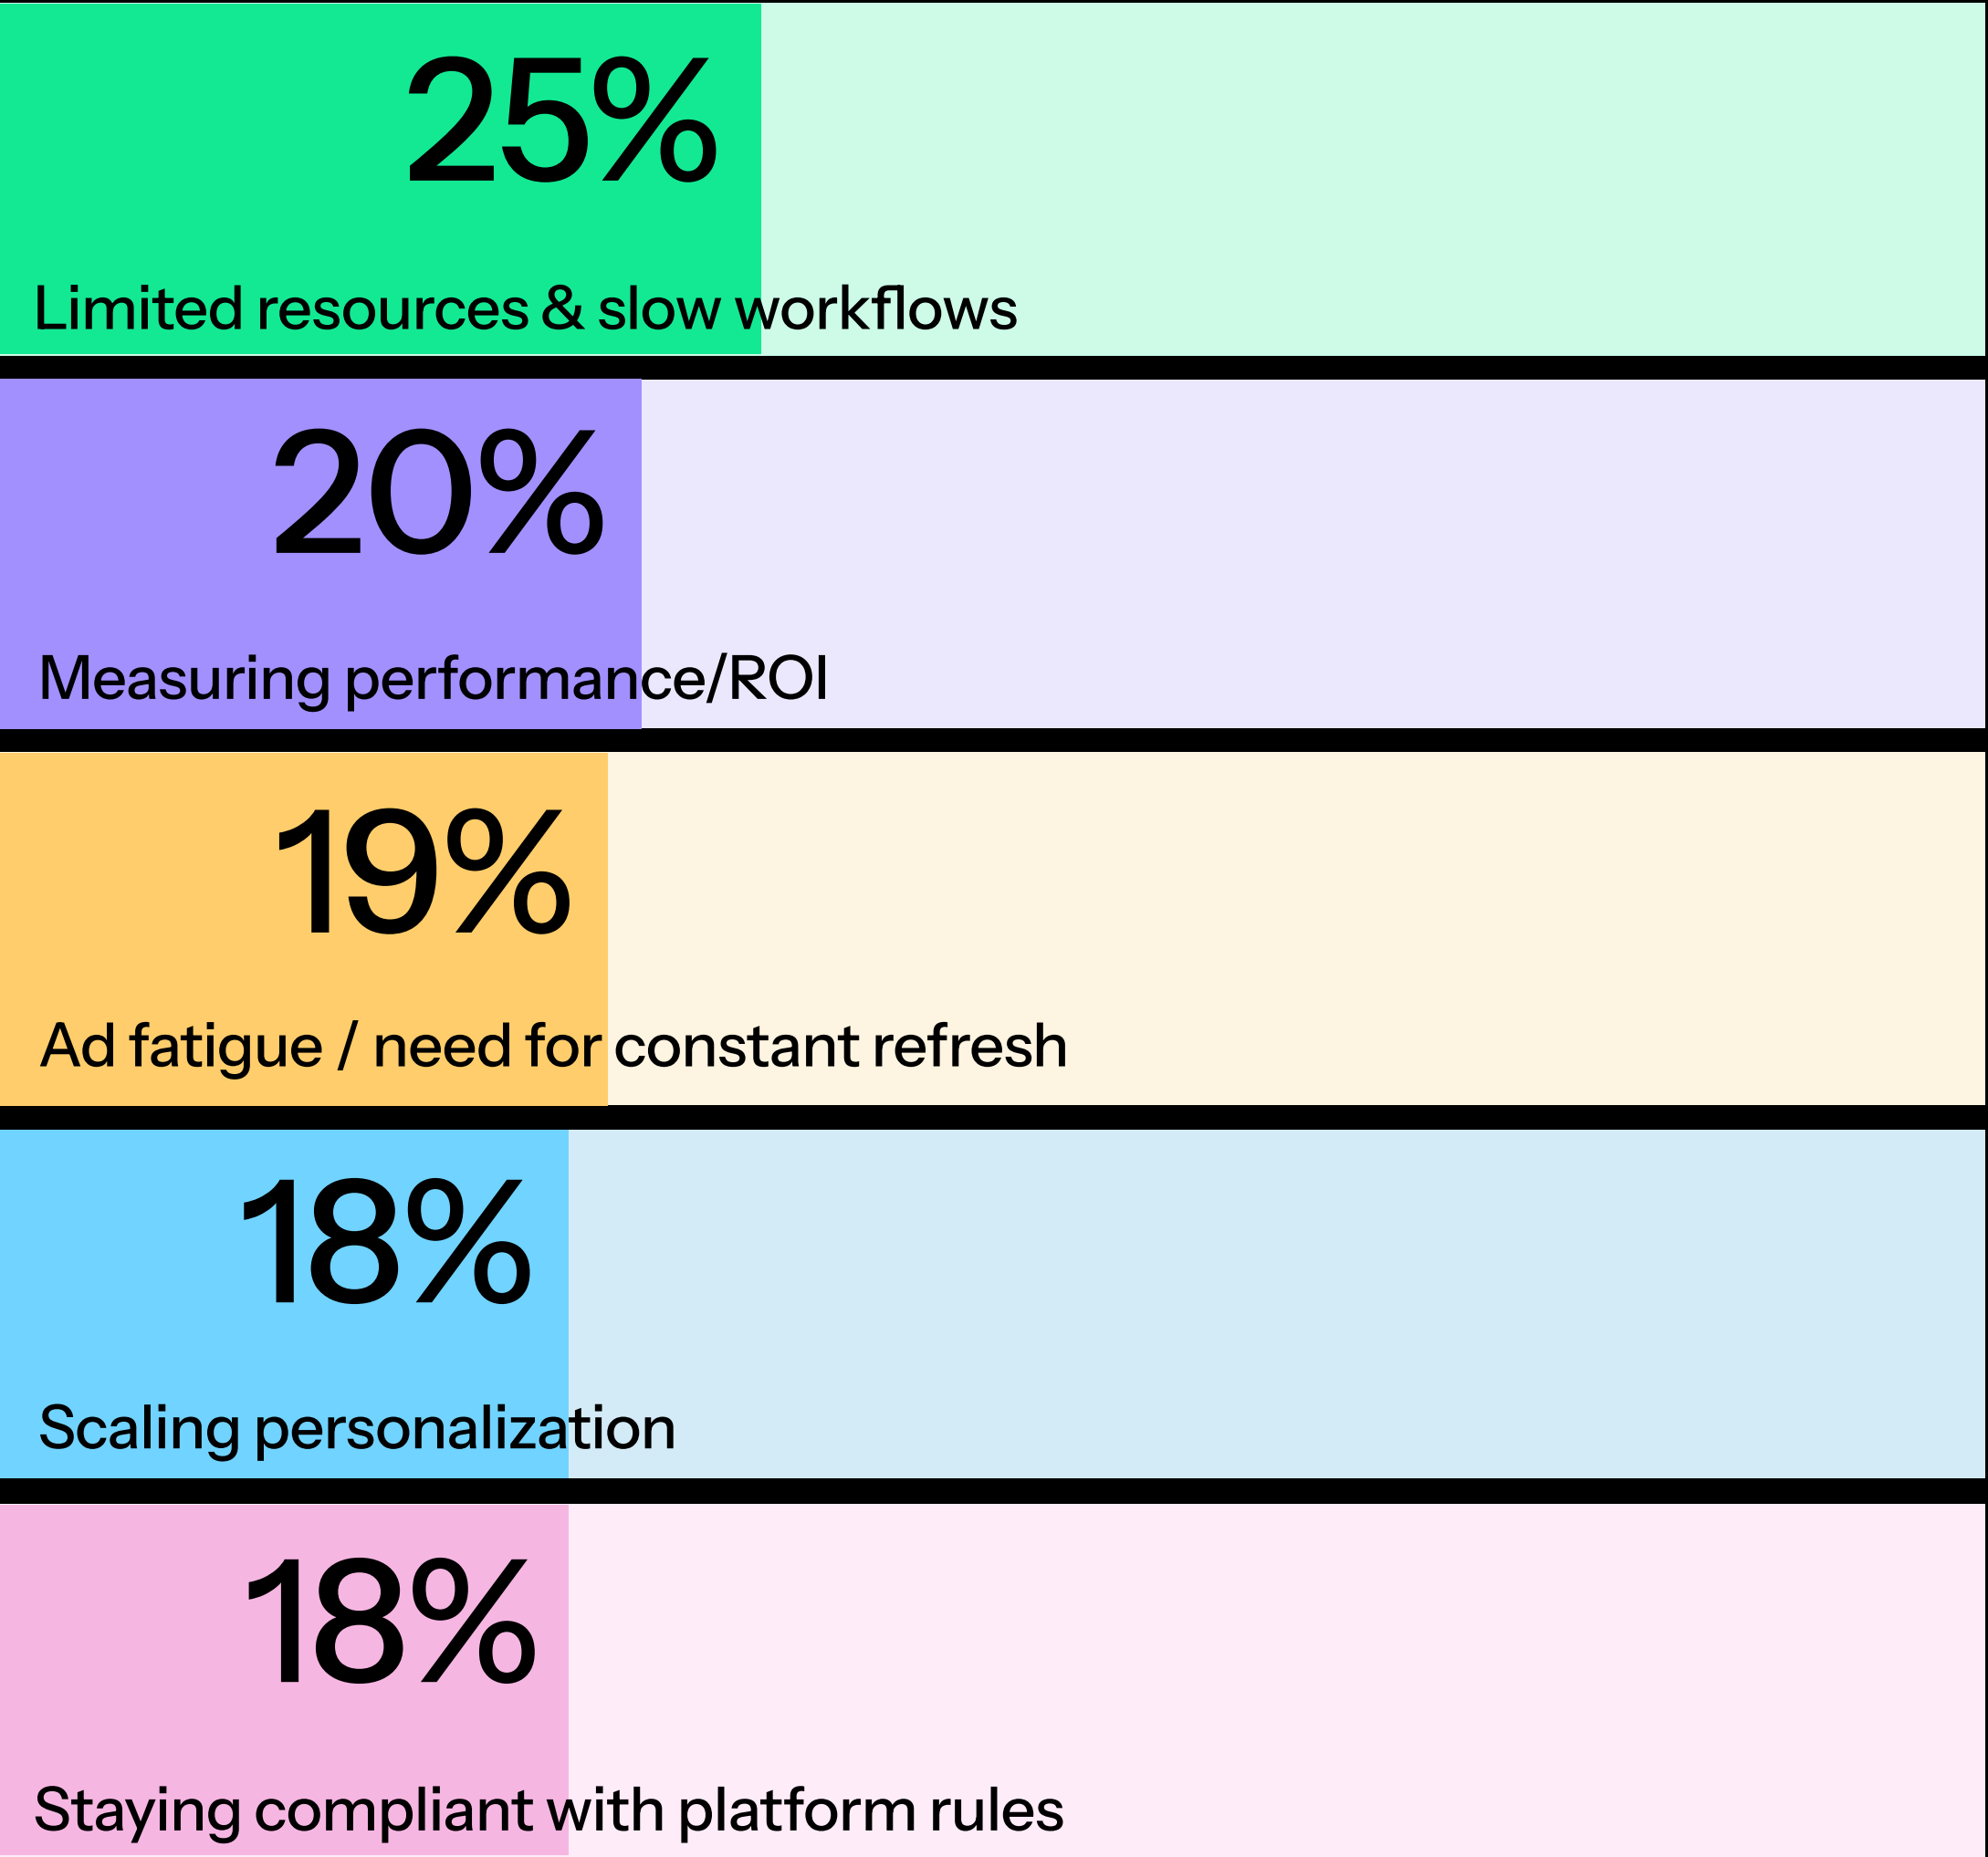 25%
Limited resources & slow workflows
20%
Measuring performance/ROI
19%
Ad fatigue / need for constant refresh
18%
Scaling personalization
18%
Staying compliant with platform rules